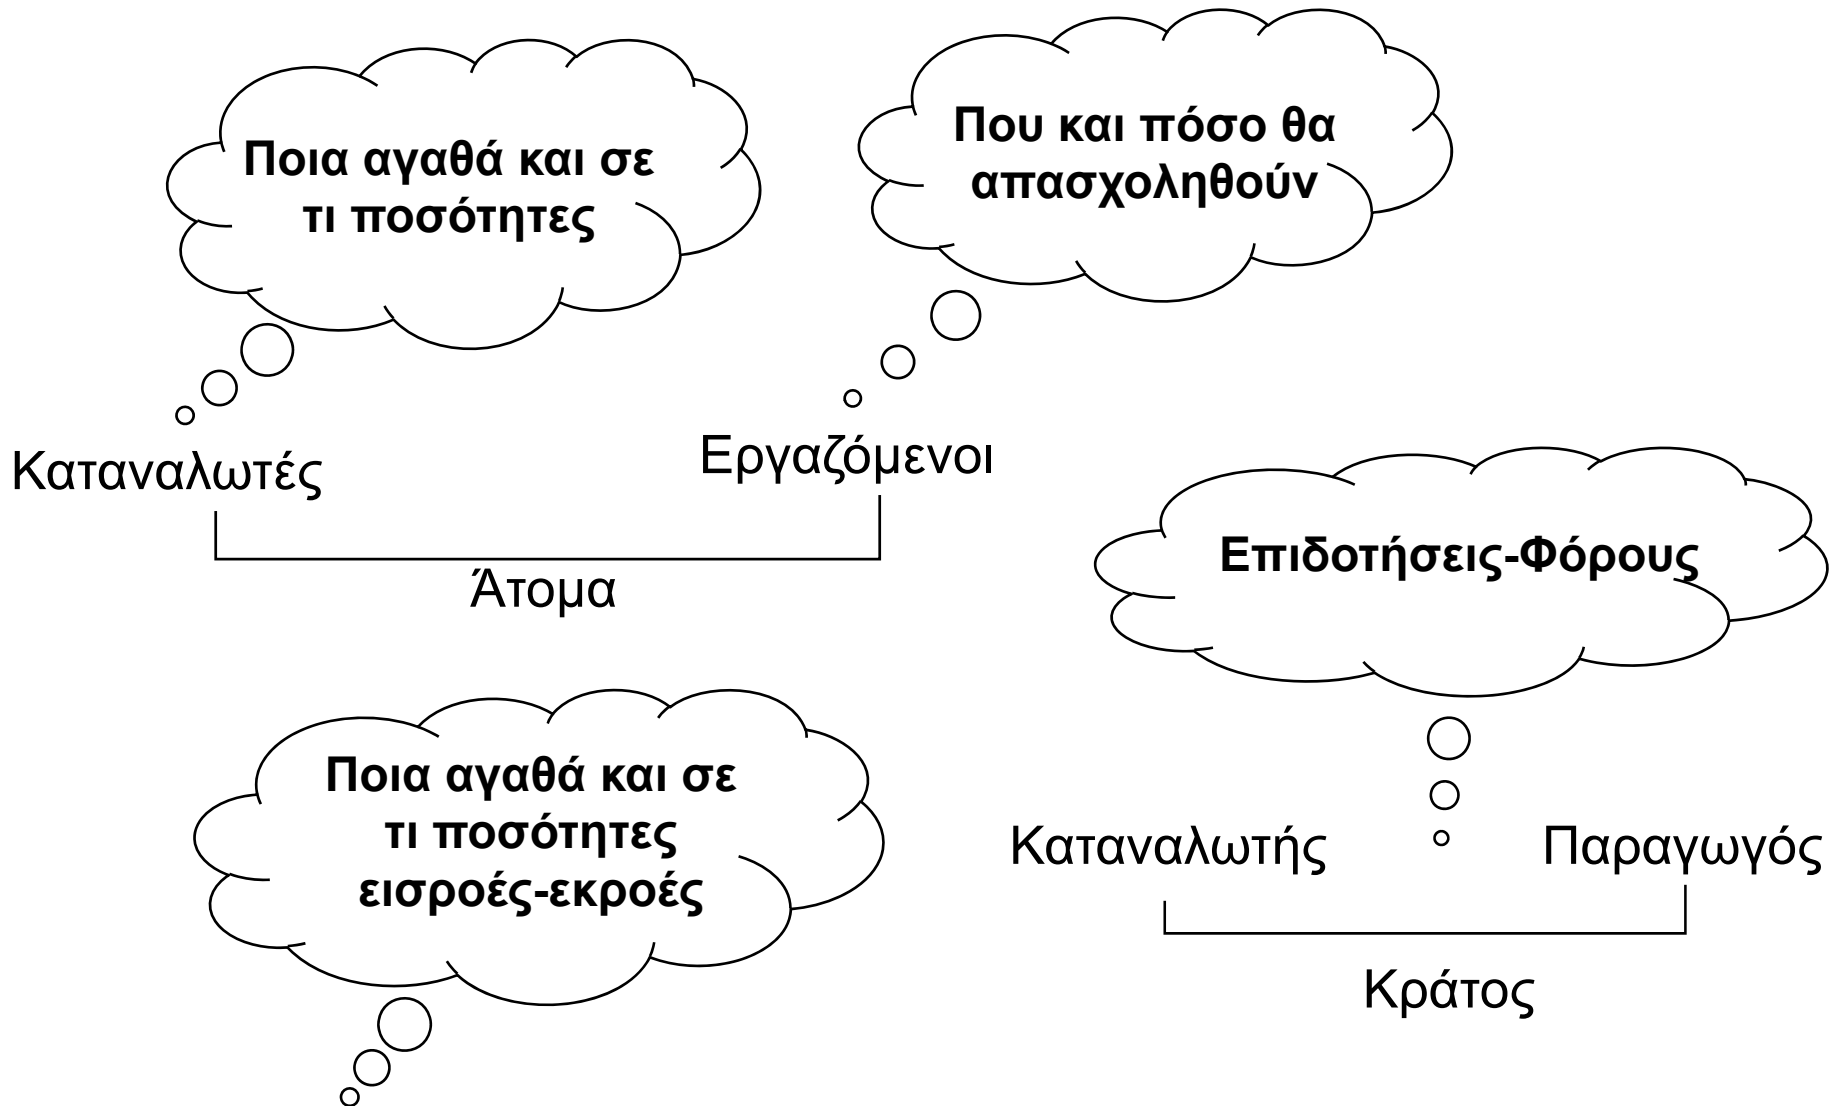 Ποια αγαθά και σε
τι ποσότητες
Που και πόσο θα
απασχοληθούν
Καταναλωτές
Εργαζόμενοι
Άτομα
Επιδοτήσεις-Φόρους
Ποια αγαθά και σε
τι ποσότητες
εισροές-εκροές
Καταναλωτής
Παραγωγός
Κράτος